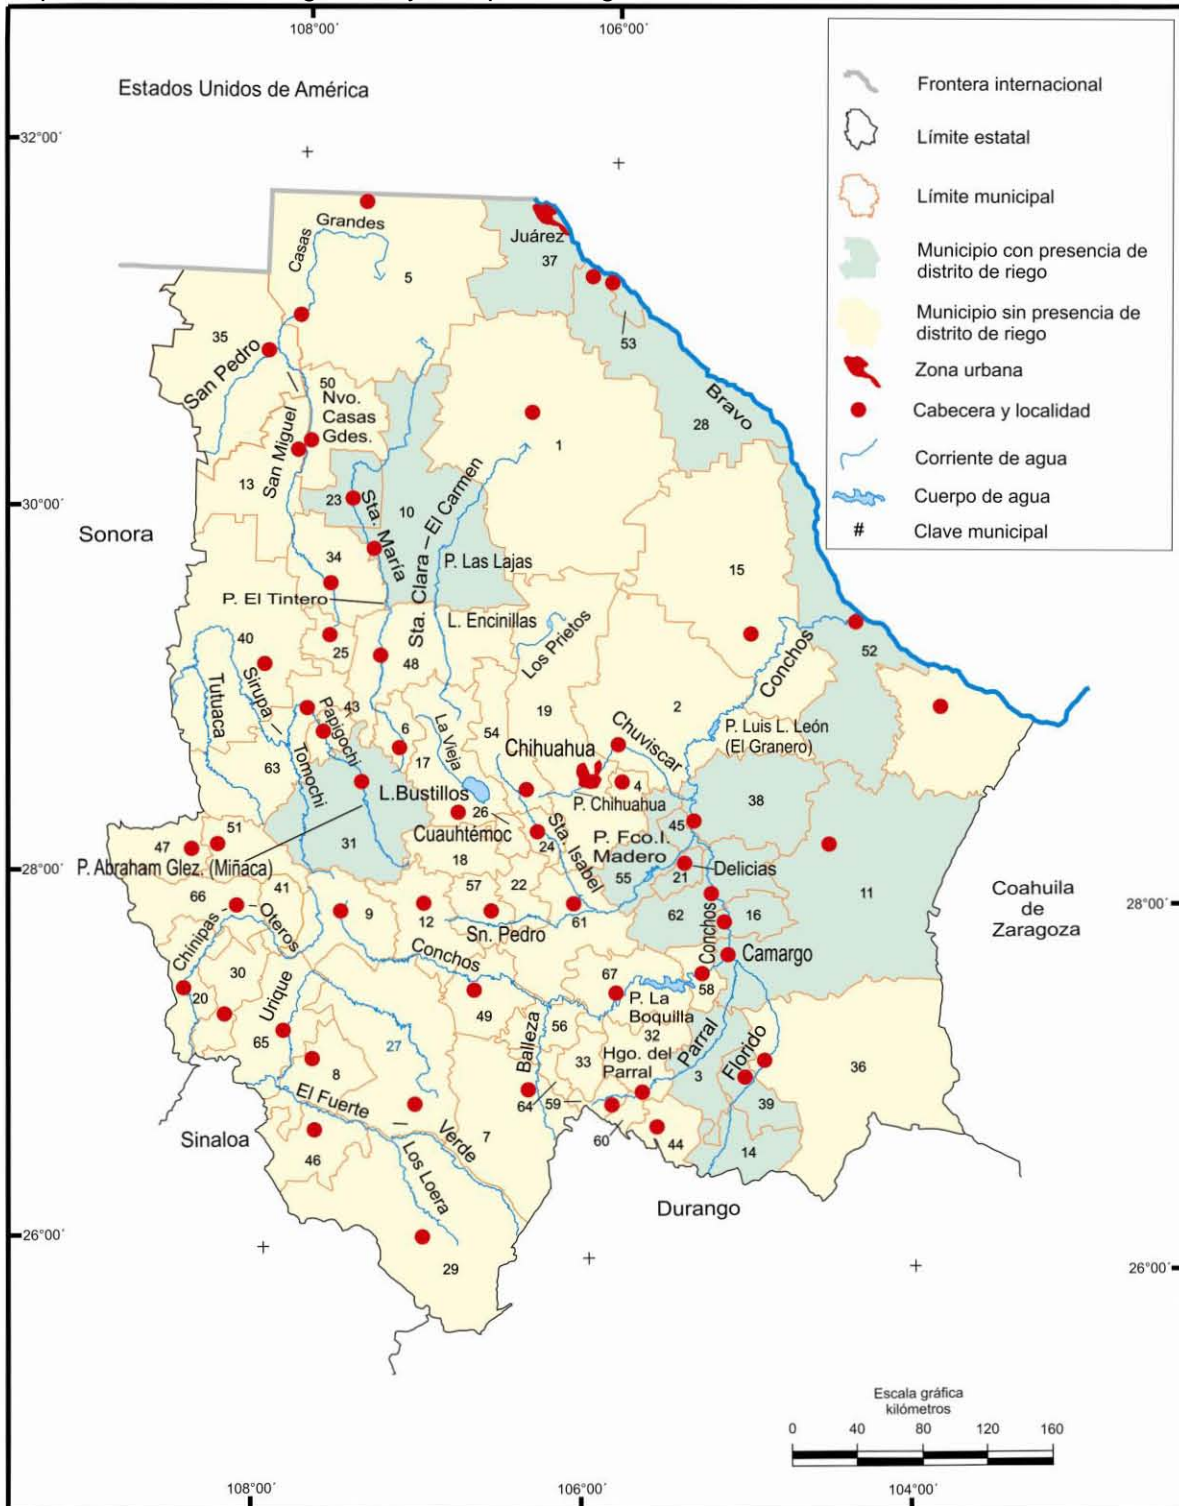 108°00´
106°00´
Estados Unidos de América
Frontera internacional
32°00´
Límite estatal
Límite municipal
Municipio con presencia de
distrito de riego
Municipio sin presencia de
distrito de riego
Zona urbana
Cabecera y localidad
Corriente de agua
Cuerpo de agua
# Clave municipal
Grandes
Casas
5
Juárez
37
35
53
San Pedro
50
Nvo.
Casas
Gdes.
Bravo
28
1
San Miguel
13
23
Sta. María
10
Sta. Clara – El Carmen
30°00´
Sonora
34
P. Las Lajas
15
P. El Tintero
L. Encinillas
Los Prietos
40
25
48
Conchos
52
Sirupa
Tutuaca
43
Papigochi
2
6
La Vieja
54
19
Chuviscar
P. Luis L. León
(El Granero)
Chihuahua
17
63
Tomochi
L.Bustillos
P. Chihuahua
4
38
26
Cuauhtémoc
Sta. Isabel
45
51
47
31
24
P. Fco.I.
Madero
28°00´
P. Abraham Glez. (Miñaca)
18
55
21
Delicias
11
Coahuila
de
Zaragoza
28°00´
66
41
57
22
Chinipas
Oteros
9
12
Sn. Pedro
61
62
Conchos
16
Conchos
Camargo
30
20
Urique
67
58
49
P. La
Boquilla
65
27
Balleza
56
32
Parral
Florido
8
33
Hgo. del
Parral
3
36
El Fuerte
64
59
39
Sinaloa
7
Verde
60
44
14
46
Los Loera
Durango
26°00´
29
26°00´
Escala gráfica
kilómetros
0 40 80 120 160
108°00´
106°00´
104°00´